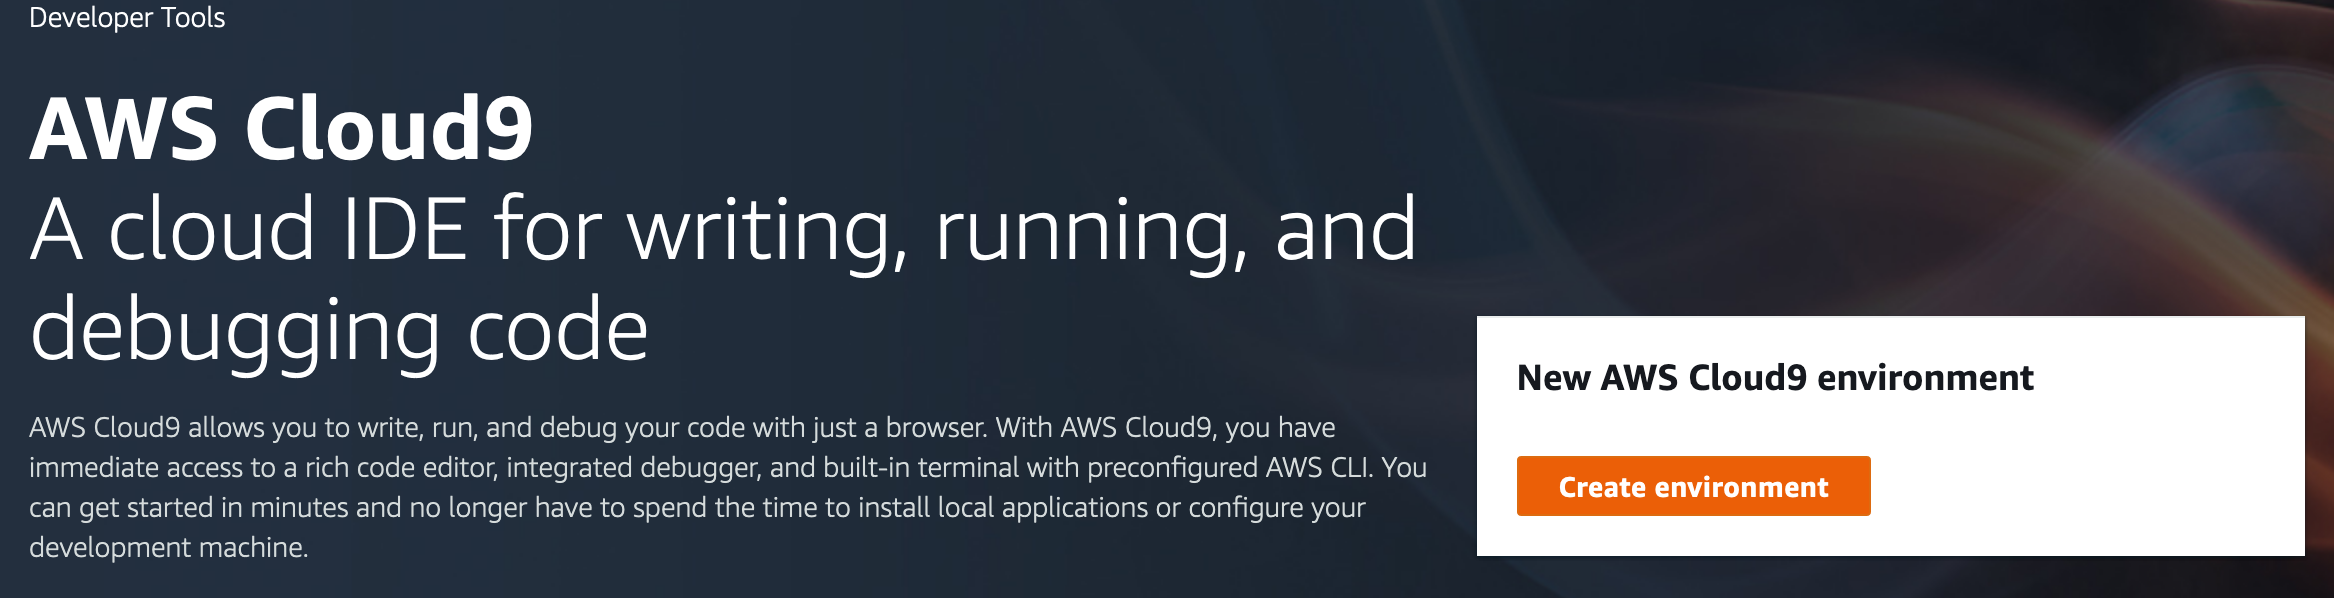 Developer Tools
AWS Cloud9
A cloud IDE for writing, running, and
debugging code
AWS Cloud9 allows you to write, run, and debug your code with just a browser. With AWS Cloud9, you have
immediate access to a rich code editor, integrated debugger, and built-in terminal with preconfigured AWS CLI. You
can get started in minutes and no longer have to spend the time to install local applications or configure your
development machine.
New AWS Cloud9 environment
Create environment